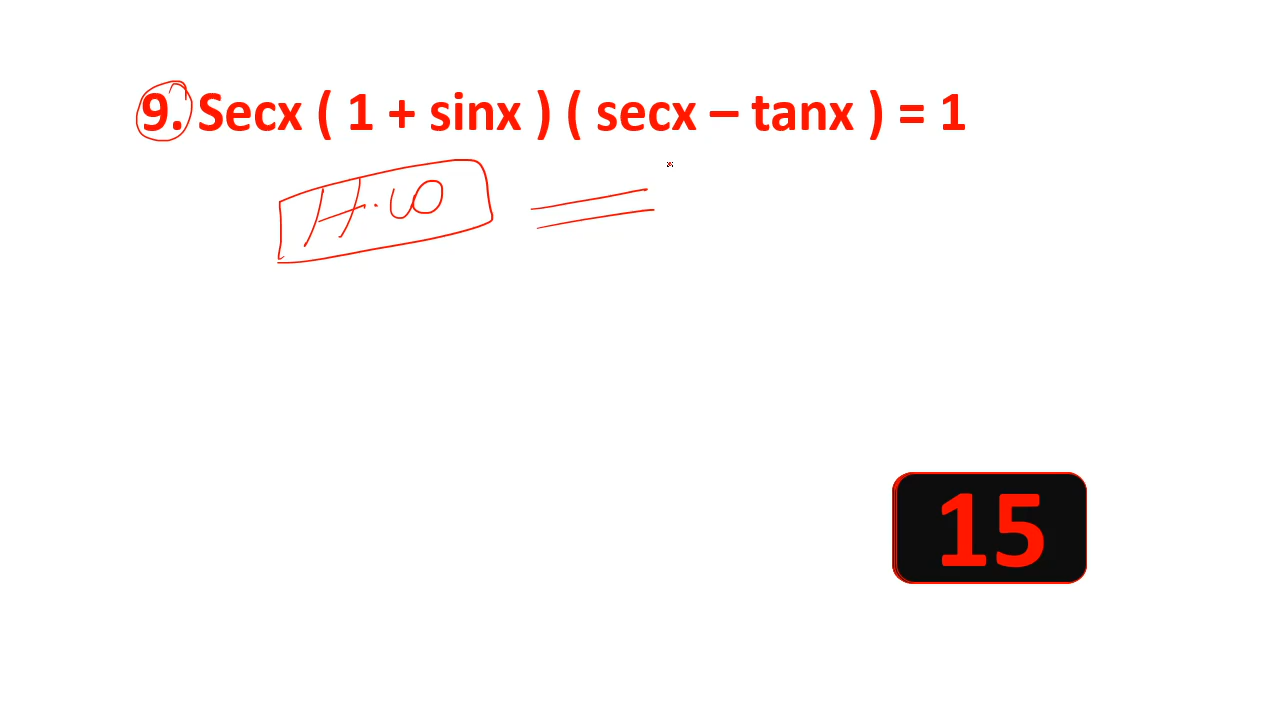 9. Secx ( 1 + sinx ) ( secx – tanx ) = 1
H.W
15